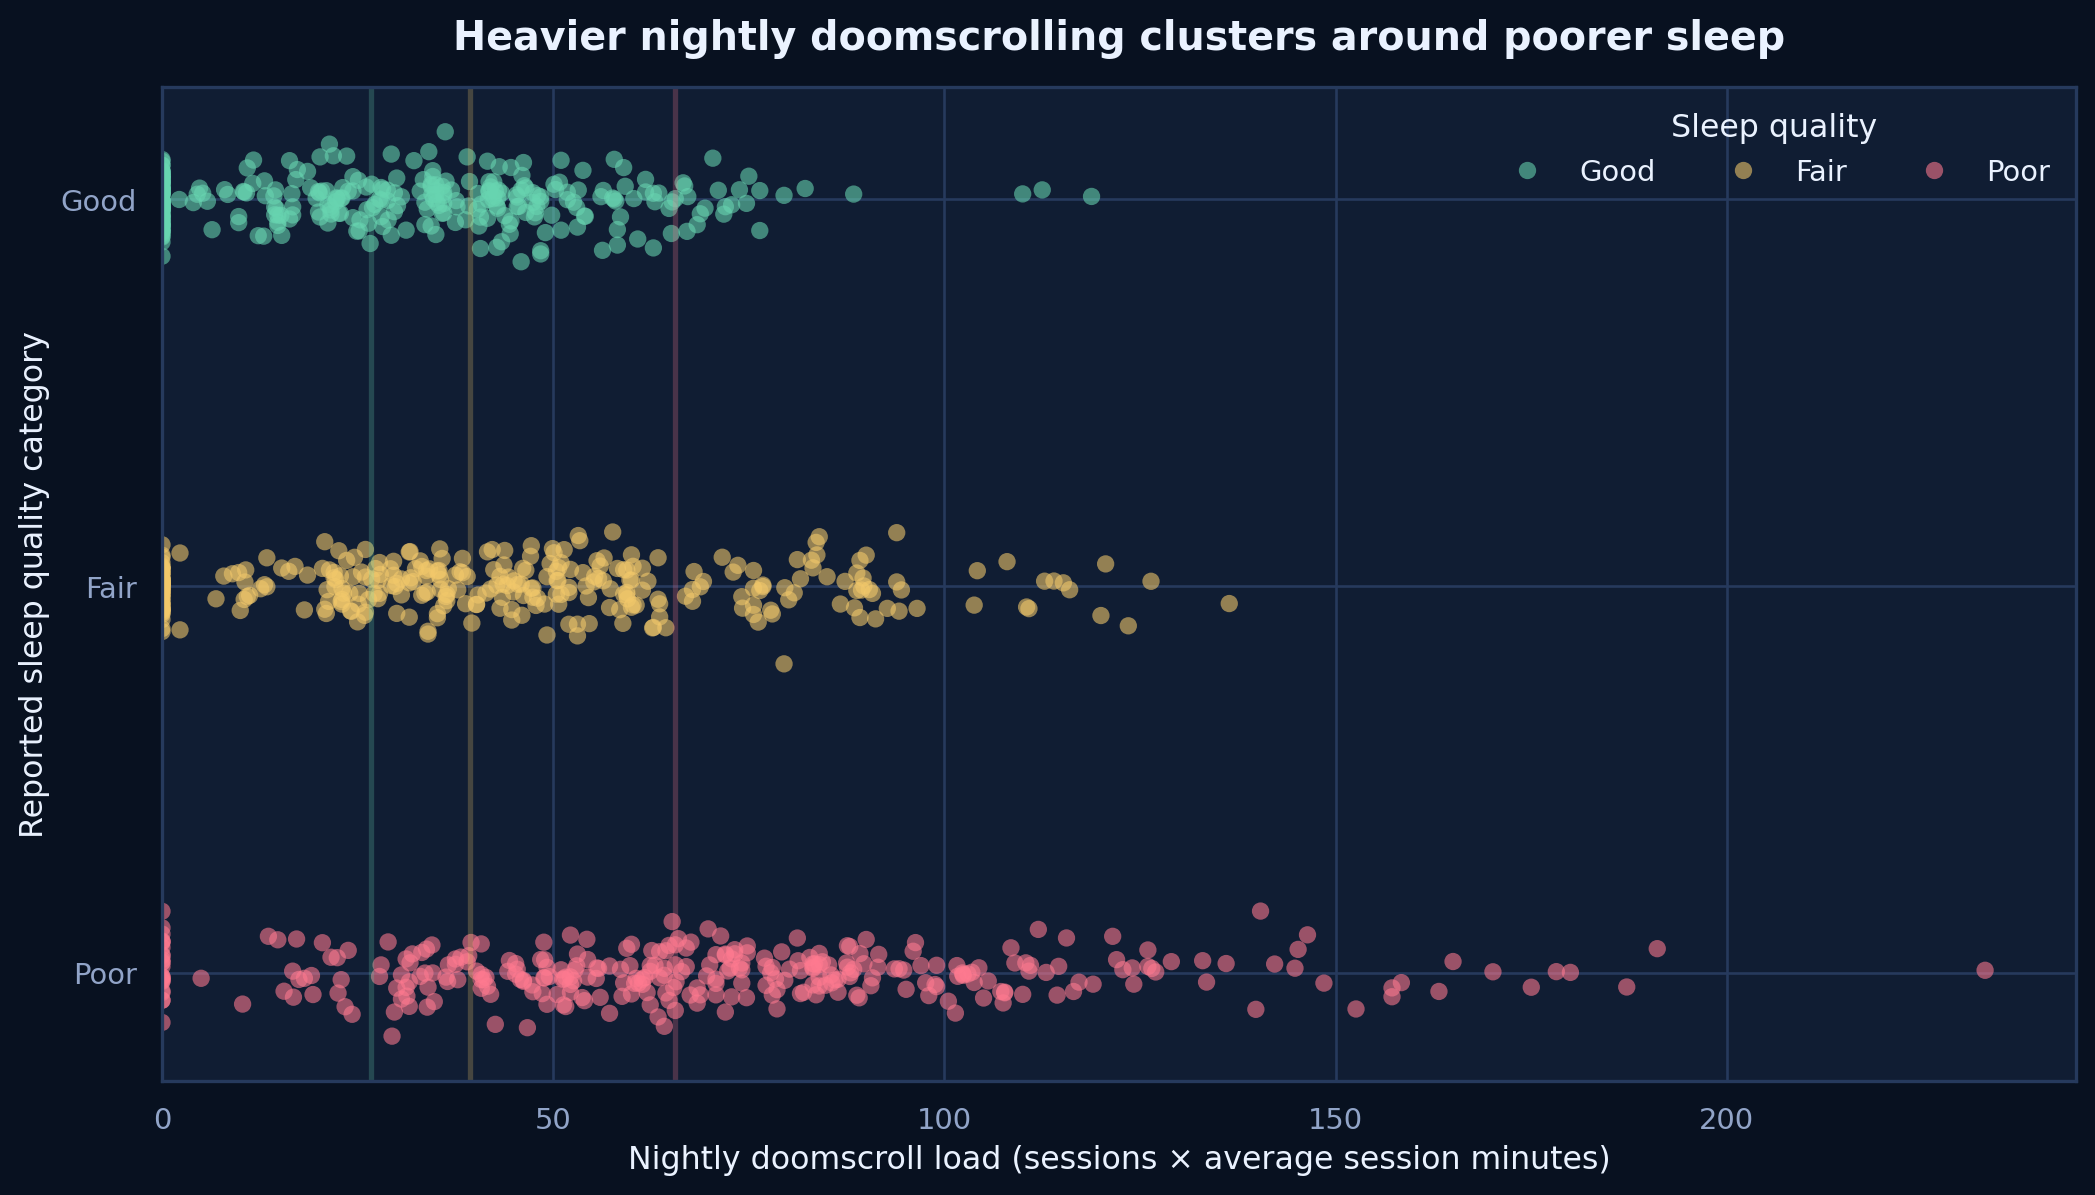 Heavier nightly doomscrolling clusters around poorer sleep
Sleep quality
Good Fair Poor
Reported sleep quality category
Good
Fair
Poor
0 50 100 150 200
Nightly doomscroll load (sessions × average session minutes)